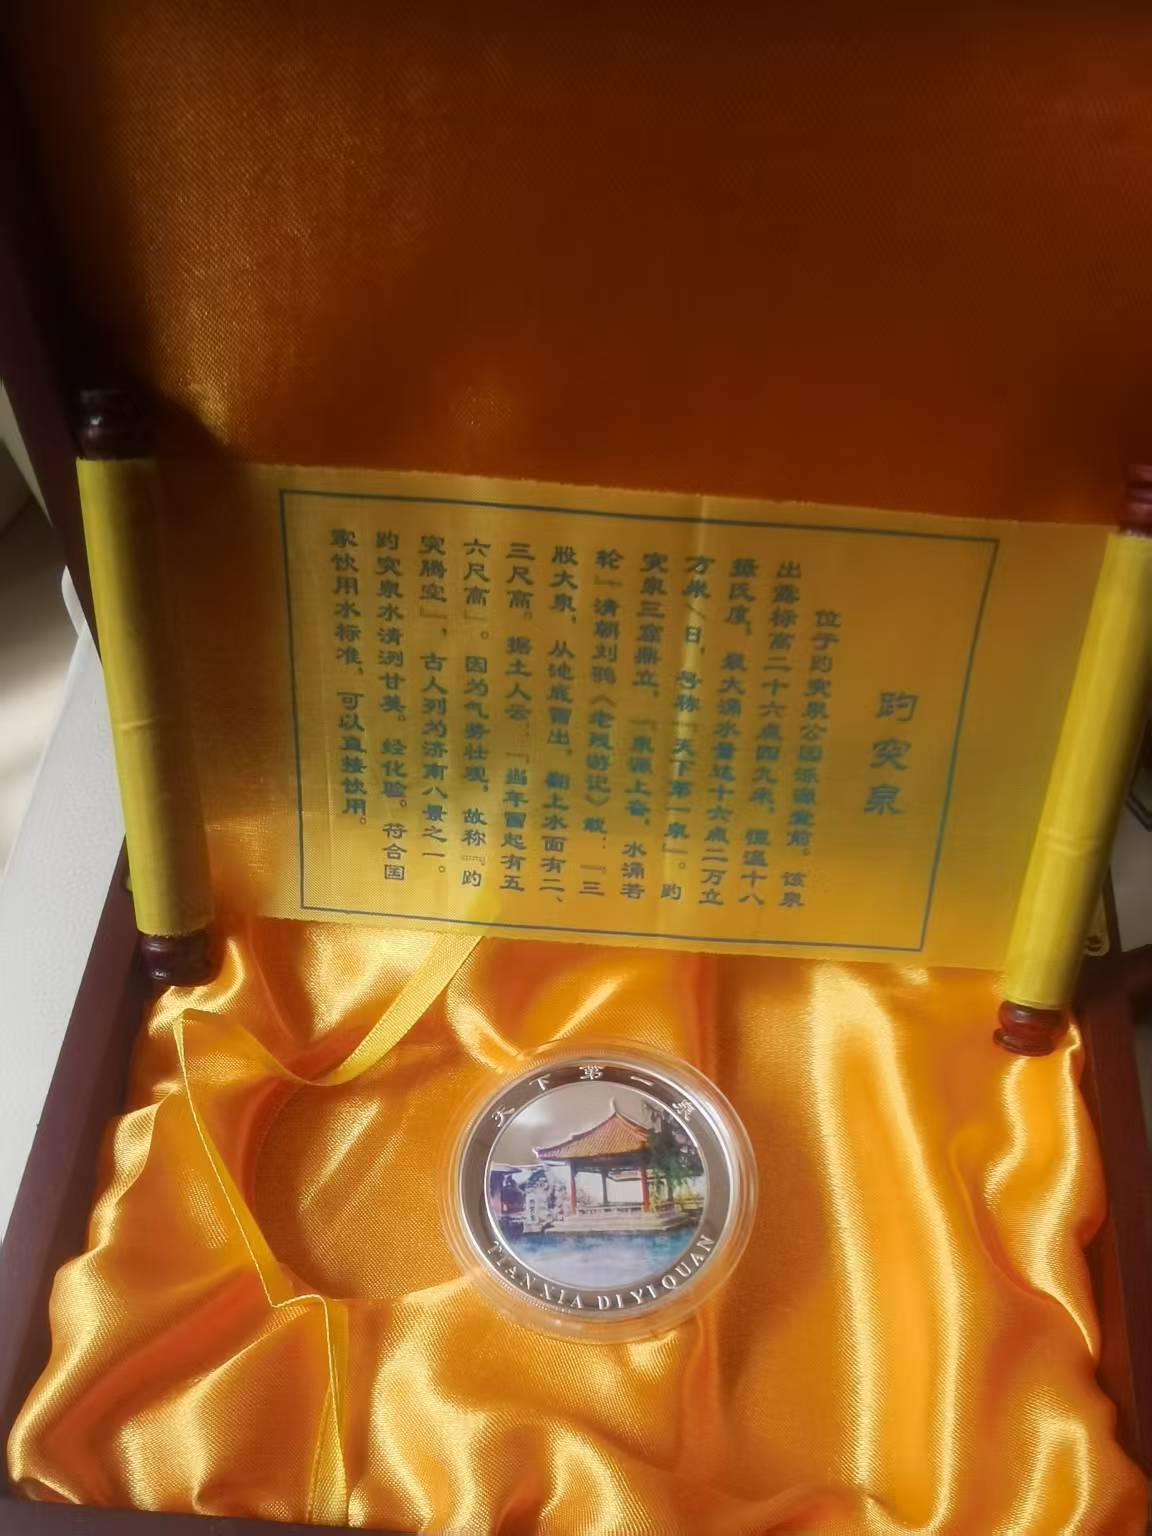 趵突泉
位于趵突泉公园泺源堂前。该泉
出露标高二十六点四九米，恒温十八
摄氏度，最大涌水量达十六点二万立
方米/日，号称『天下第一泉』。趵
突泉三窟鼎立，『泉源上奋，水涌若
轮』清朝刘鹗《老残游记》载：『三
股大泉，从池底冒出，翻上水面有二、
三尺高。据土人云：『当年冒起有五
六尺高』。因为气势壮观，故称『趵
突腾空』，古人列为济南八景之一。
趵突泉水清洌甘美。经化验。符合国
家饮用水标准，可以直接饮用。
天下第一泉
TIAN XIA DI YI QUAN